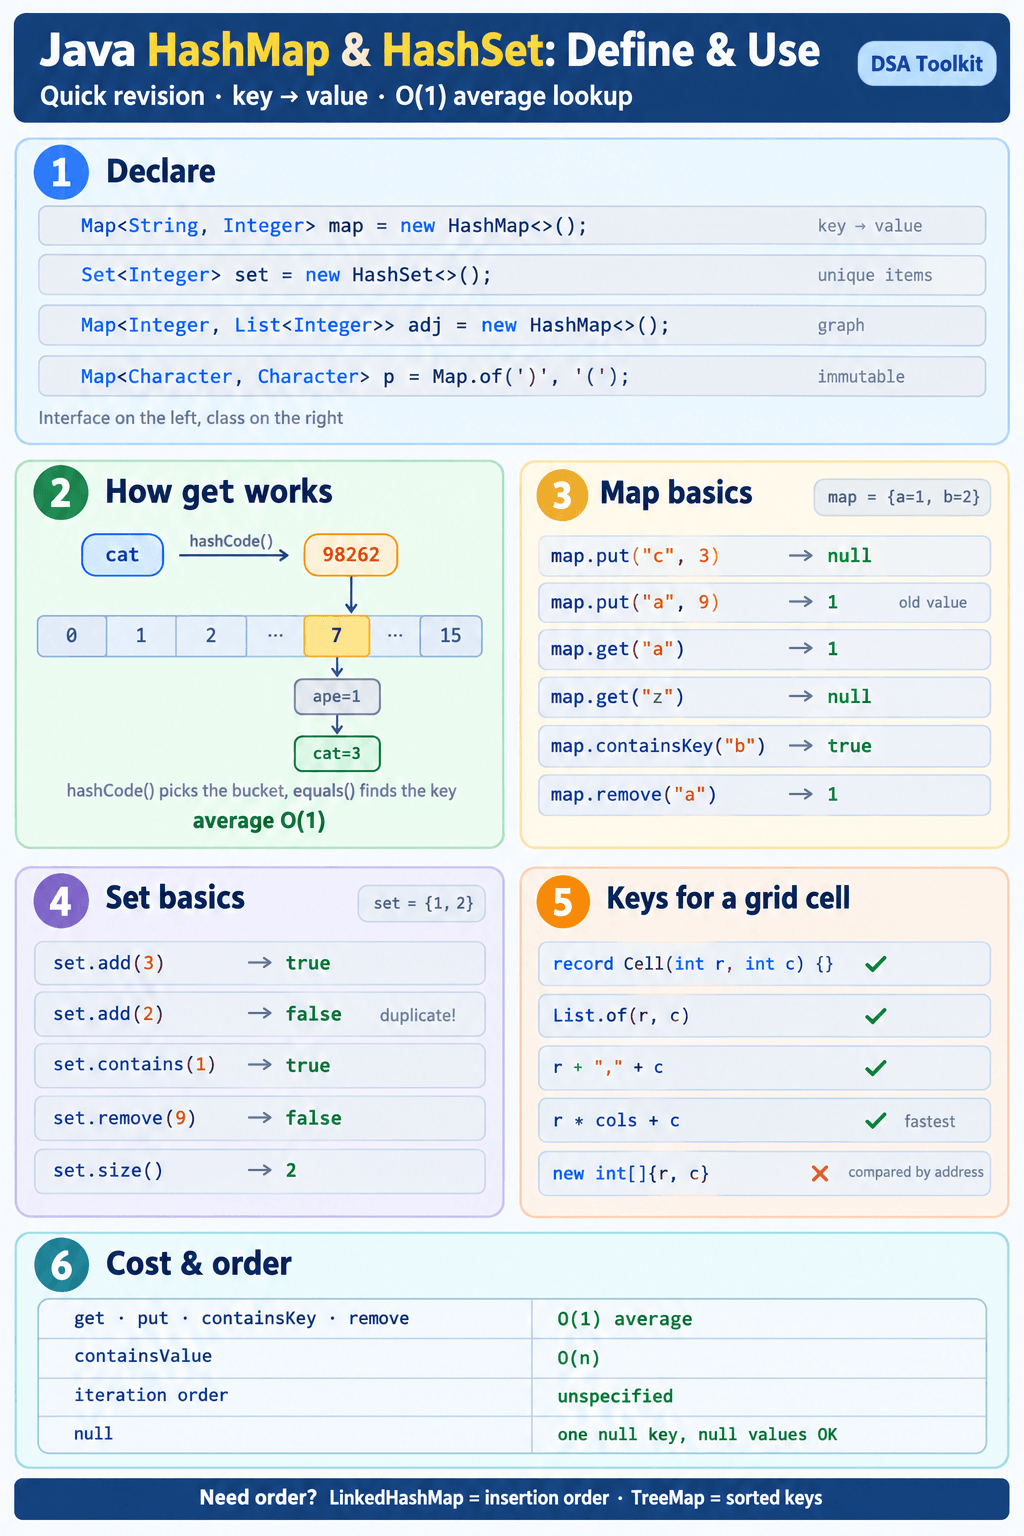 Java HashMap & HashSet: Define & Use
DSA Toolkit
Quick revision · key → value · O(1) average lookup
1 Declare
Map<String, Integer> map = new HashMap<>(); key → value
Set<Integer> set = new HashSet<>(); unique items
Map<Integer, List<Integer>> adj = new HashMap<>(); graph
Map<Character, Character> p = Map.of(')', '('); immutable
Interface on the left, class on the right
2 How get works
cat
hashCode()
98262
0 1 2 ... 7 ... 15
ape=1
cat=3
hashCode() picks the bucket, equals() finds the key
average O(1)
3 Map basics
map = {a=1, b=2}
map.put("c", 3) → null
map.put("a", 9) → 1 old value
map.get("a") → 1
map.get("z") → null
map.containsKey("b") → true
map.remove("a") → 1
4 Set basics
set = {1, 2}
set.add(3) → true
set.add(2) → false duplicate!
set.contains(1) → true
set.remove(9) → false
set.size() → 2
5 Keys for a grid cell
record Cell(int r, int c) {} ✓
List.of(r, c) ✓
r + "," + c ✓
r * cols + c ✓ fastest
new int[]{r, c} ✗ compared by address
6 Cost & order
get · put · containsKey · remove O(1) average
containsValue O(n)
iteration order unspecified
null one null key, null values OK
Need order? LinkedHashMap = insertion order · TreeMap = sorted keys